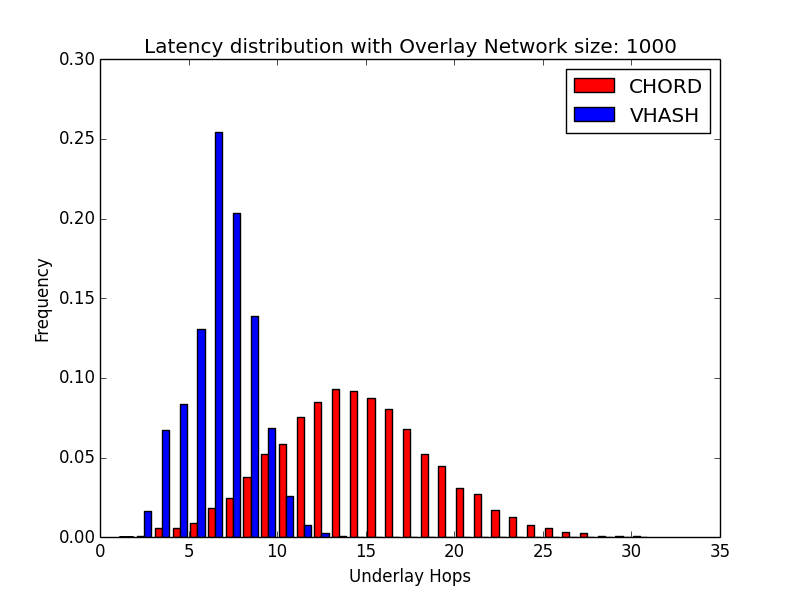 Latency distribution with Overlay Network size: 1000
CHORD
VHASH
0.30
0.25
0.20
0.15
0.10
0.05
0.00
Frequency
0 5 10 15 20 25 30 35
Underlay Hops